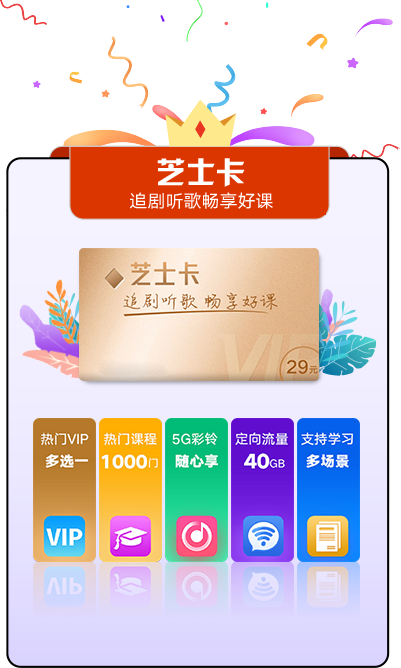 芝士卡
追剧听歌畅享好课
芝士卡
追剧听歌 畅享好课
VIP
29元
热门VIP
多选一
热门课程
1000门
5G彩铃
随心享
定向流量
40GB
支持学习
多场景
VIP